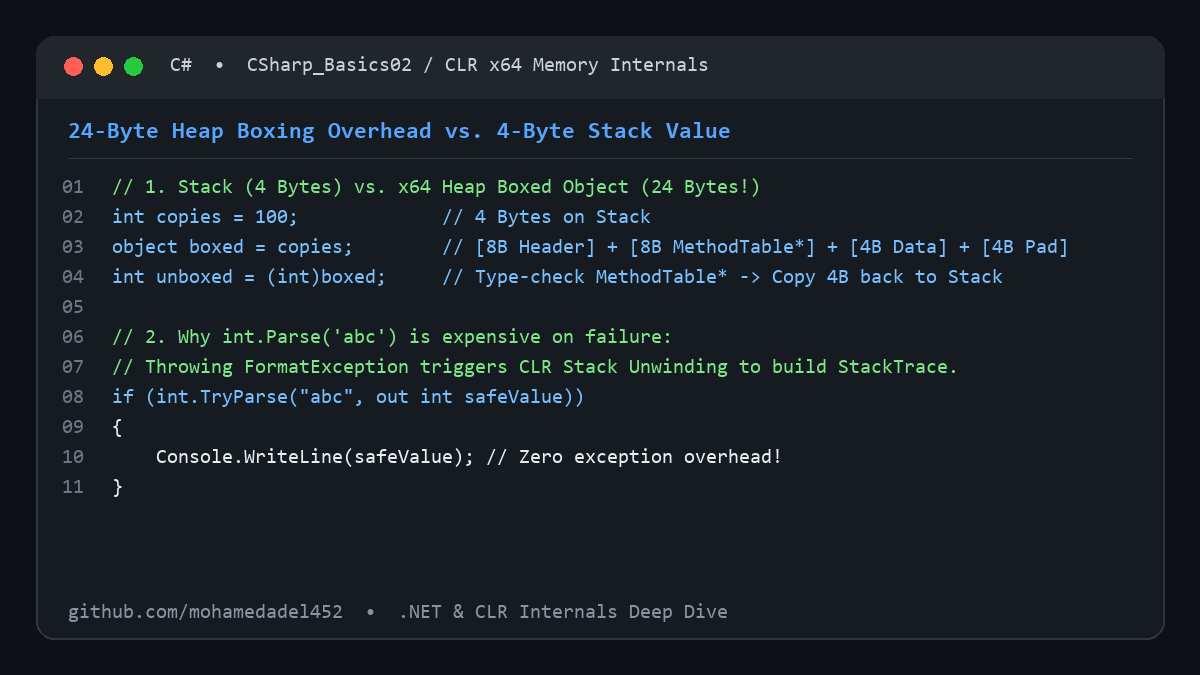 C# • CSharp_Basics02 / CLR x64 Memory Internals
24-Byte Heap Boxing Overhead vs. 4-Byte Stack Value
01 // 1. Stack (4 Bytes) vs. x64 Heap Boxed Object (24 Bytes!)
02 int copies = 100; // 4 Bytes on Stack
03 object boxed = copies; // [8B Header] + [8B MethodTable*] + [4B Data] + [4B Pad]
04 int unboxed = (int)boxed; // Type-check MethodTable* -> Copy 4B back to Stack
05
06 // 2. Why int.Parse('abc') is expensive on failure:
07 // Throwing FormatException triggers CLR Stack Unwinding to build StackTrace.
08 if (int.TryParse("abc", out int safeValue))
09 {
10 Console.WriteLine(safeValue); // Zero exception overhead!
11 }
github.com/mohamedadel452 • .NET & CLR Internals Deep Dive